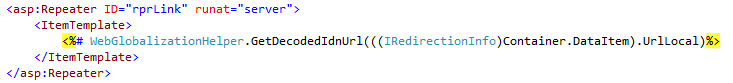 <asp:Repeater ID="rprLink" runat="server">
<ItemTemplate>
<%# WebGlobalizationHelper.GetDecodedIdnUrl(((IRedirectionInfo)Container.DataItem).UrlLocal)%>
</ItemTemplate>
</asp:Repeater>